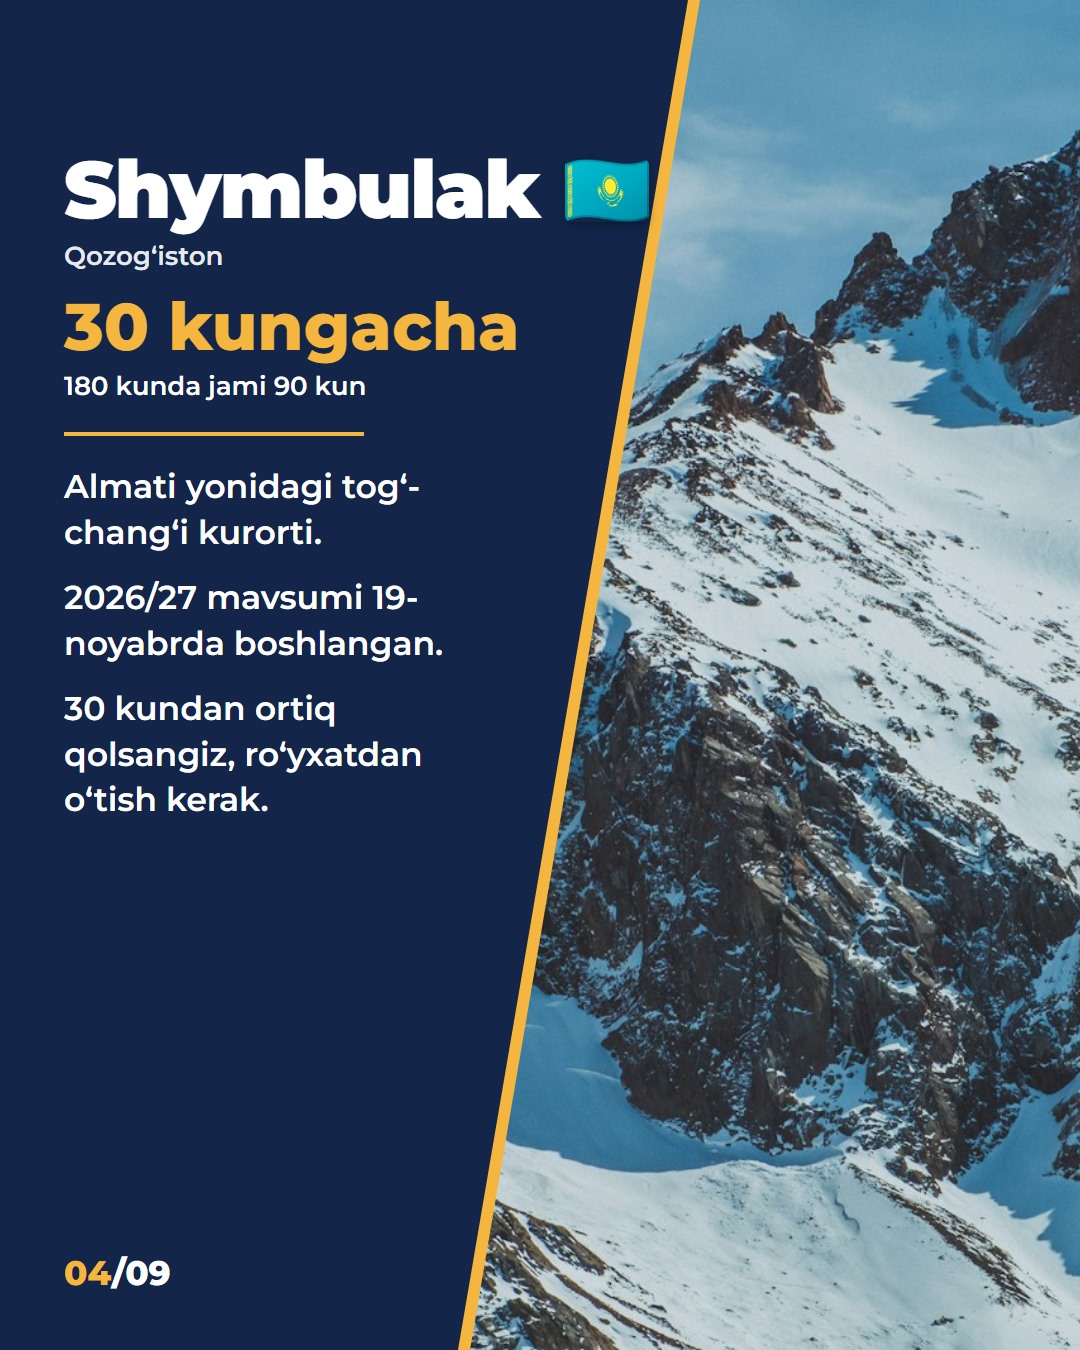 Shymbulak
Qozog‘iston
30 kungacha
180 kunda jami 90 kun
Almati yonidagi tog‘-
chang‘i kurorti.
2026/27 mavsumi 19-
noyabrda boshlangan.
30 kundan ortiq
qolsangiz, ro‘yxatdan
o‘tish kerak.
04/09